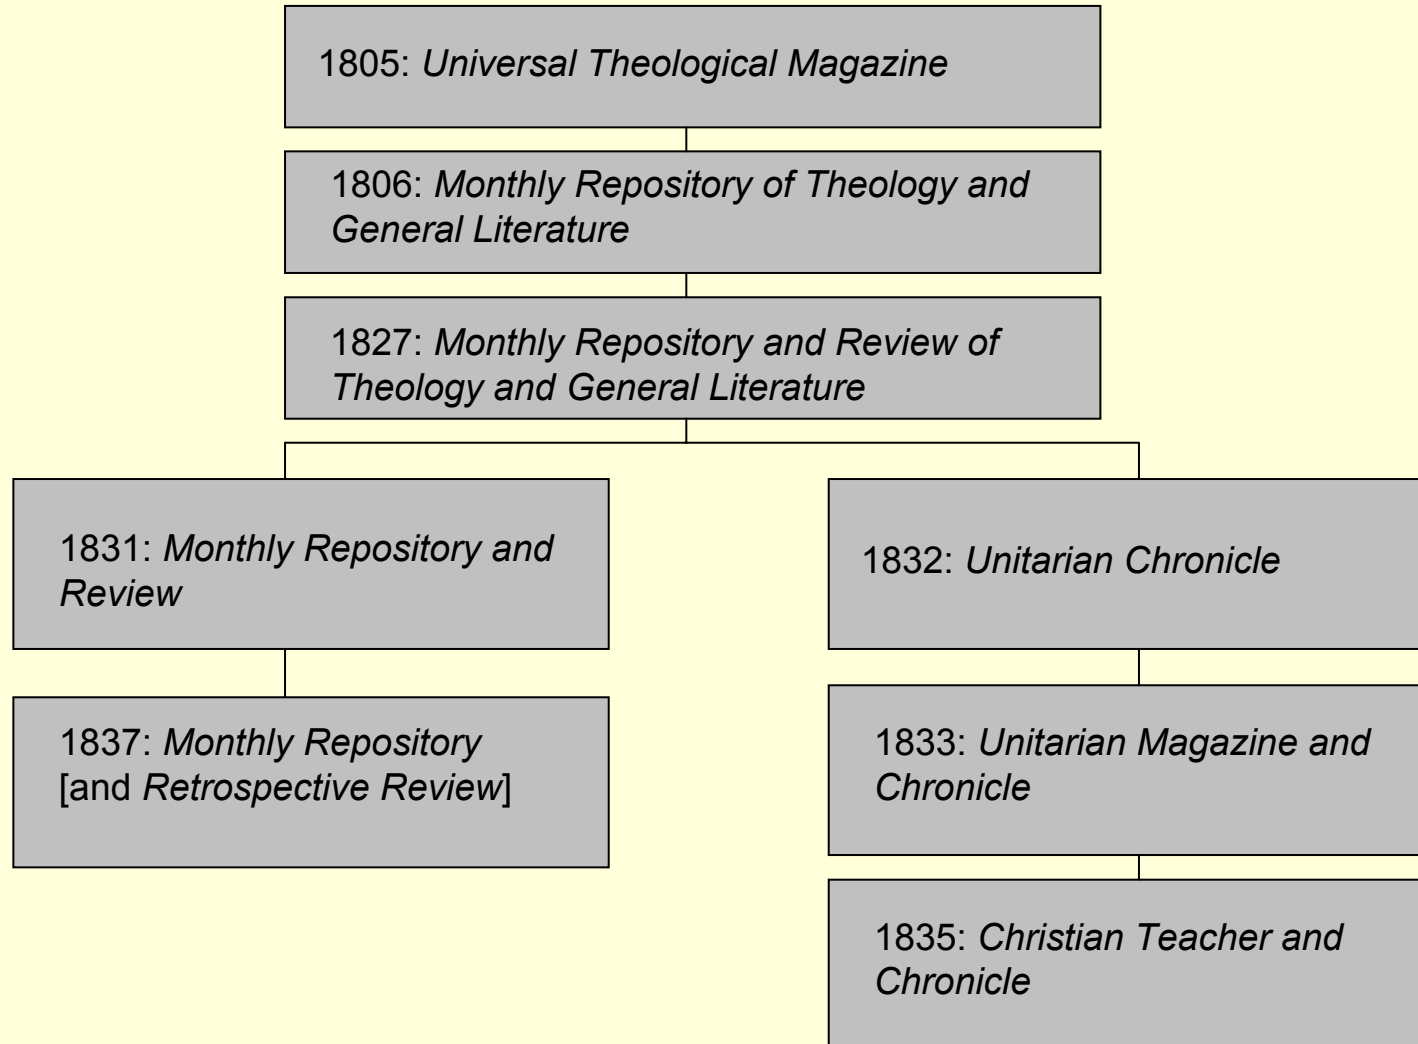 1805: Universal Theological Magazine
1806: Monthly Repository of Theology and
General Literature
1827: Monthly Repository and Review of
Theology and General Literature
1831: Monthly Repository and
Review
1837: Monthly Repository
[and Retrospective Review]
1832: Unitarian Chronicle
1833: Unitarian Magazine and
Chronicle
1835: Christian Teacher and
Chronicle